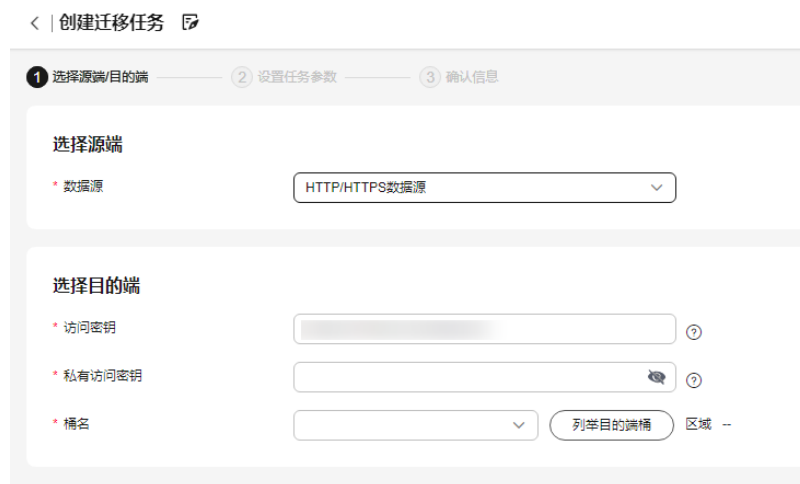 创建迁移任务
1 选择源端/目的端 2 设置任务参数 3 确认信息
选择源端
* 数据源 HTTP/HTTPS数据源
选择目的端
* 访问密钥
* 私有访问密钥
* 桶名 列举目的端桶 区域 --